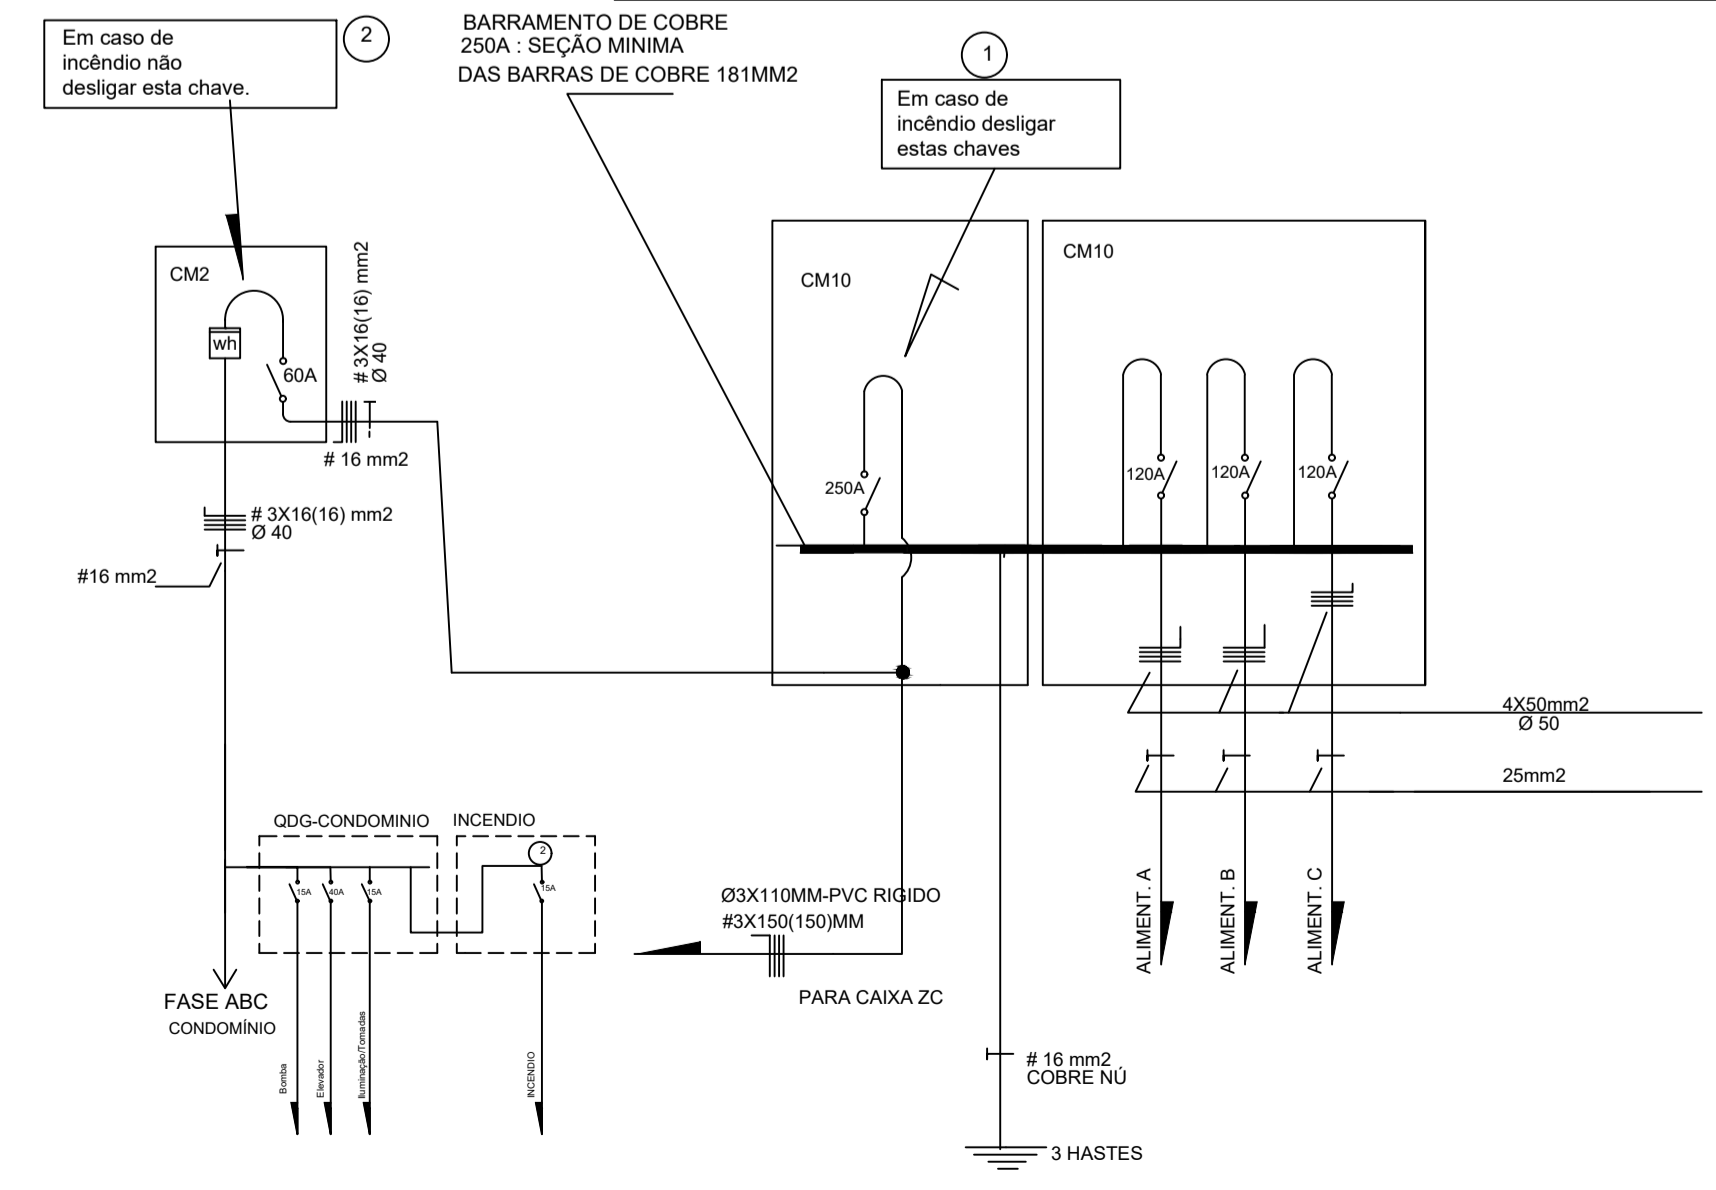 Em caso de
incêndio não
desligar esta chave.
2
BARRAMENTO DE COBRE
250A : SEÇÃO MINIMA
DAS BARRAS DE COBRE 181MM2
1
Em caso de
incêndio desligar
estas chaves
CM2
wh
60A
# 3X16(16) mm2
Ø 40
# 16 mm2
# 3X16(16) mm2
Ø 40
#16 mm2
CM10
250A
CM10
120A
120A
120A
4X50mm2
Ø 50
25mm2
ALIMENT. A
ALIMENT. B
ALIMENT. C
QDG-CONDOMINIO
INCENDIO
2
15A
40A
15A
15A
Ø3X110MM-PVC RIGIDO
#3X150(150)MM
PARA CAIXA ZC
FASE ABC
CONDOMÍNIO
Bomba
Elevador
Iluminação/Tomadas
INCENDIO
# 16 mm2
COBRE NÚ
3 HASTES